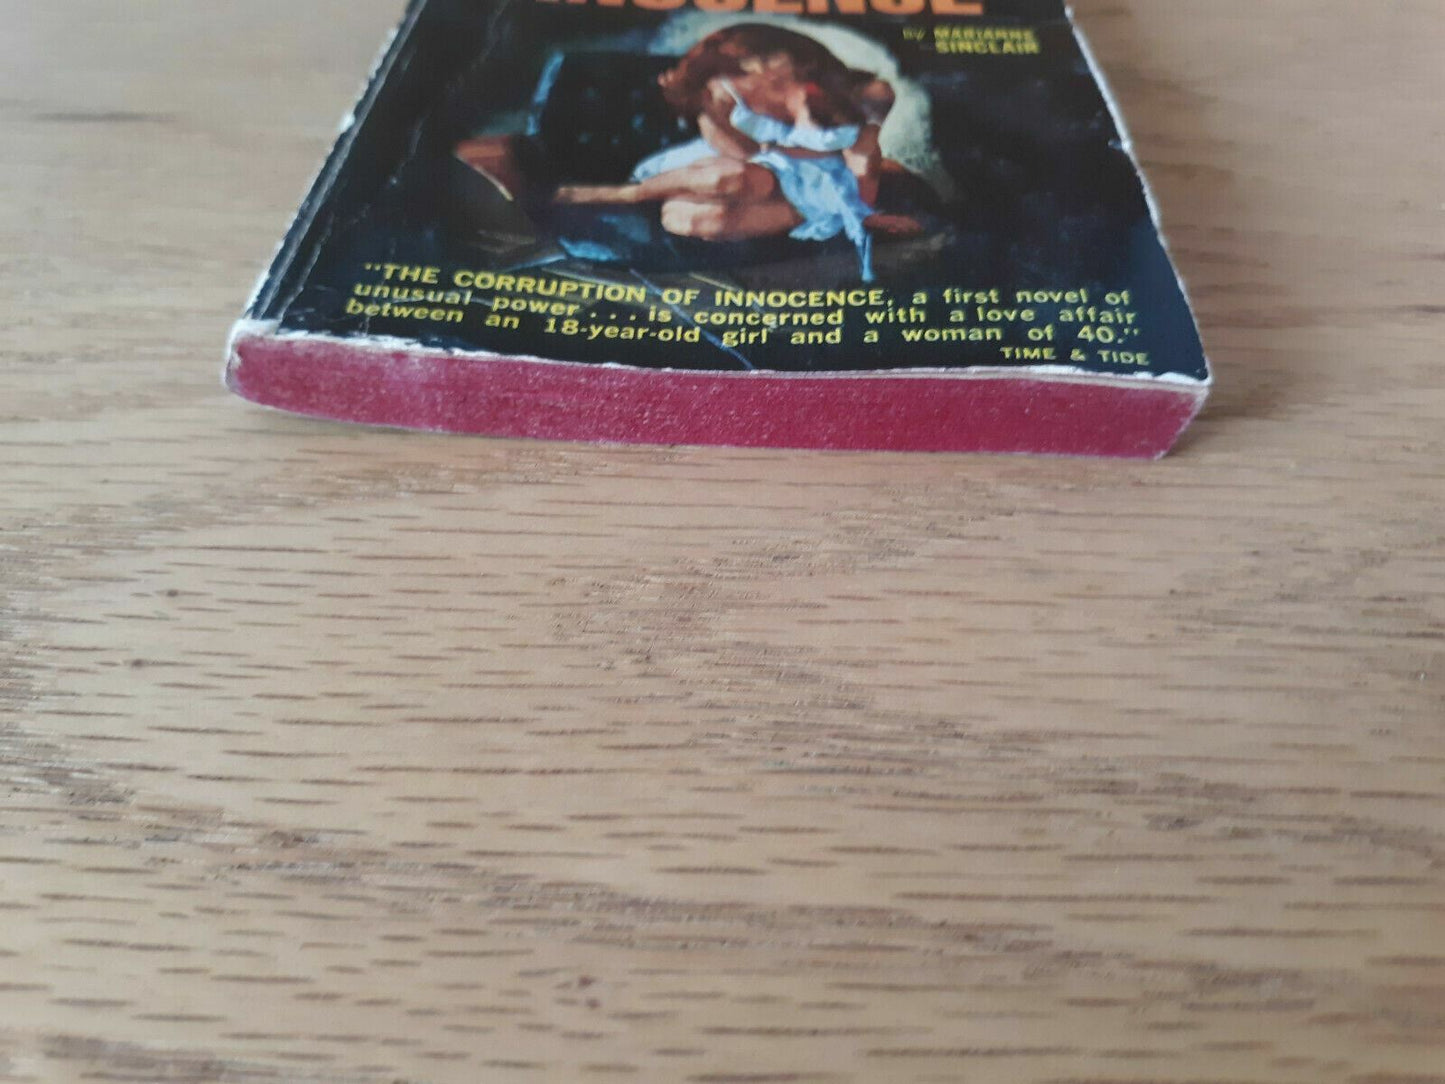 INNOCENCE
by MARIANNE
SINCLAIR
"THE CORRUPTION OF INNOCENCE, a first novel of
unusual power . . . is concerned with a love affair
between an 18-year-old girl and a woman of 40."
TIME & TIDE